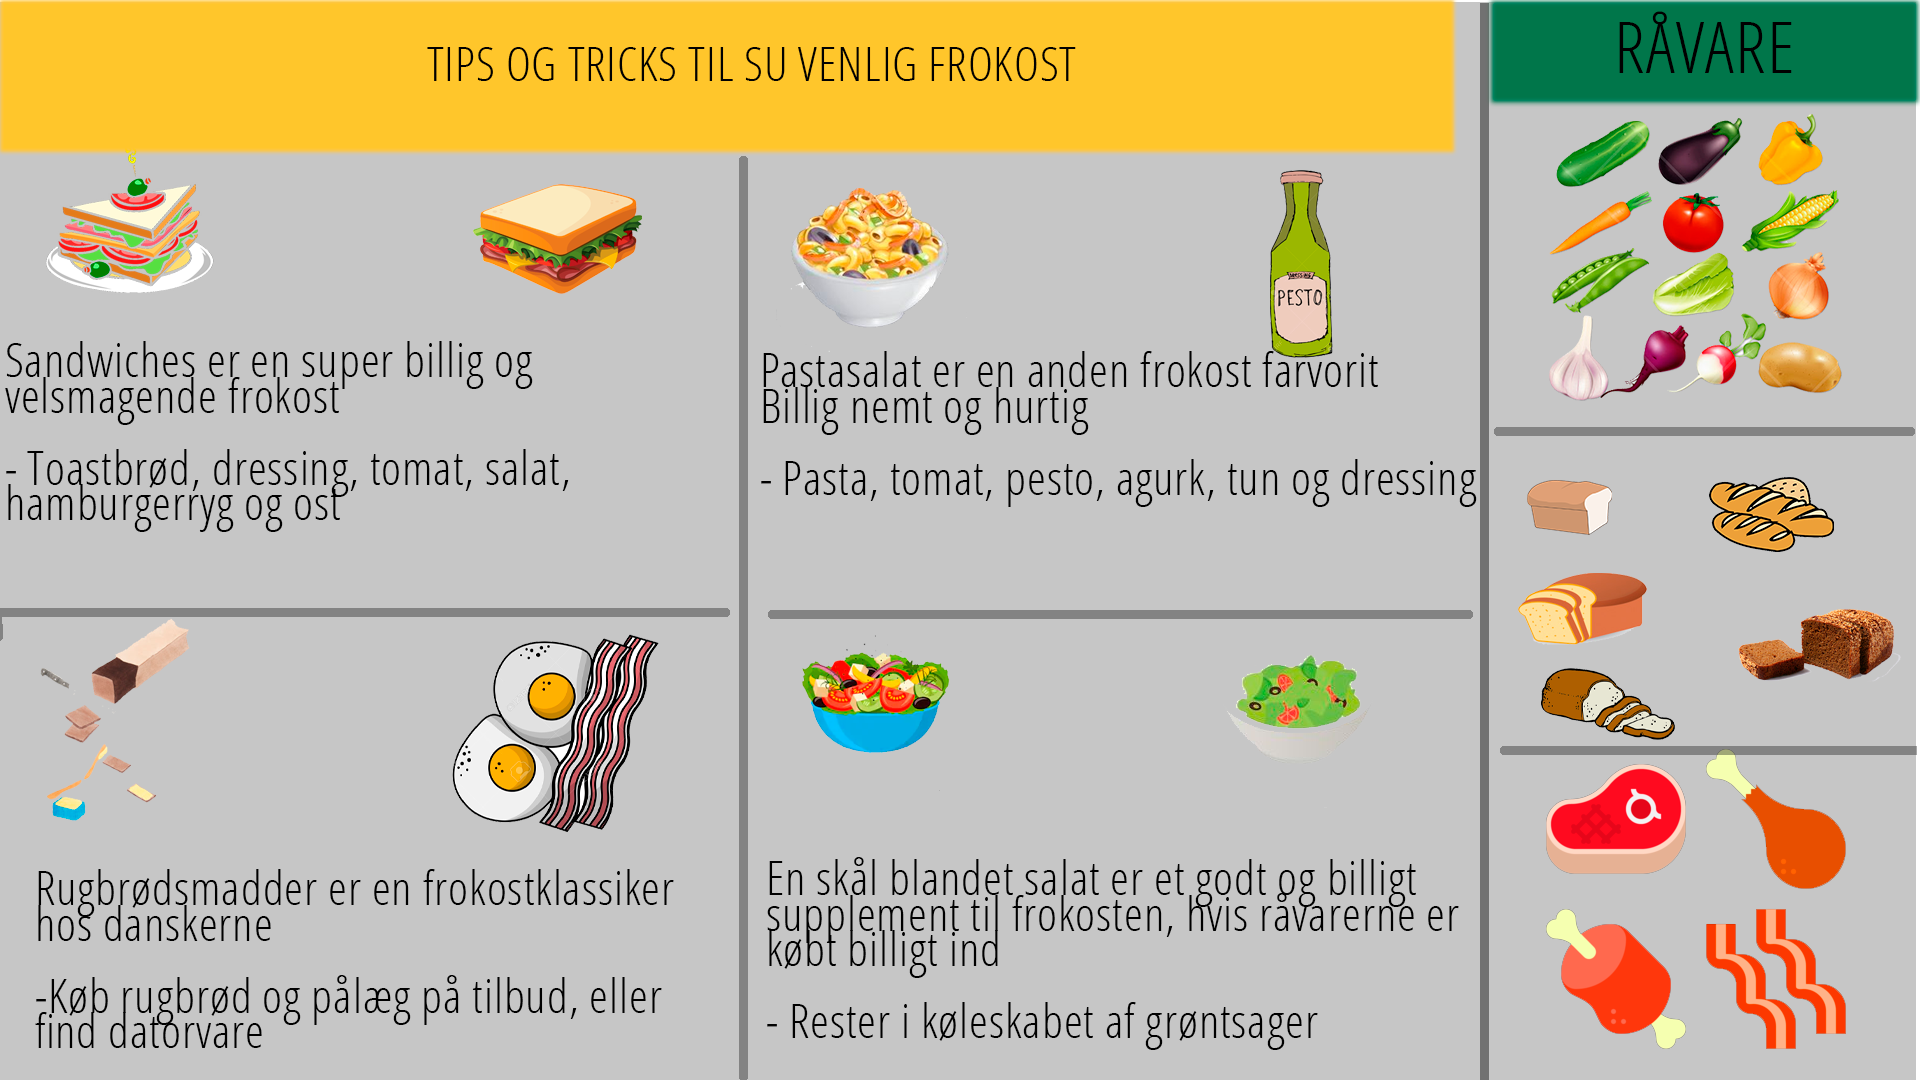 TIPS OG TRICKS TIL SU VENLIG FROKOST
RÅVARE
Sandwiches er en super billig og
velsmagende frokost
- Toastbrød, dressing, tomat, salat,
hamburgerryg og ost
PESTO
Pastasalat er en anden frokost farvorit
Billig nemt og hurtig
- Pasta, tomat, pesto, agurk, tun og dressing
Rugbrødsmadder er en frokostklassiker
hos danskerne
-Køb rugbrød og pålæg på tilbud, eller
find datorvare
En skål blandet salat er et godt og billigt
supplement til frokosten, hvis råvarerne er
købt billigt ind
- Rester i køleskabet af grøntsager